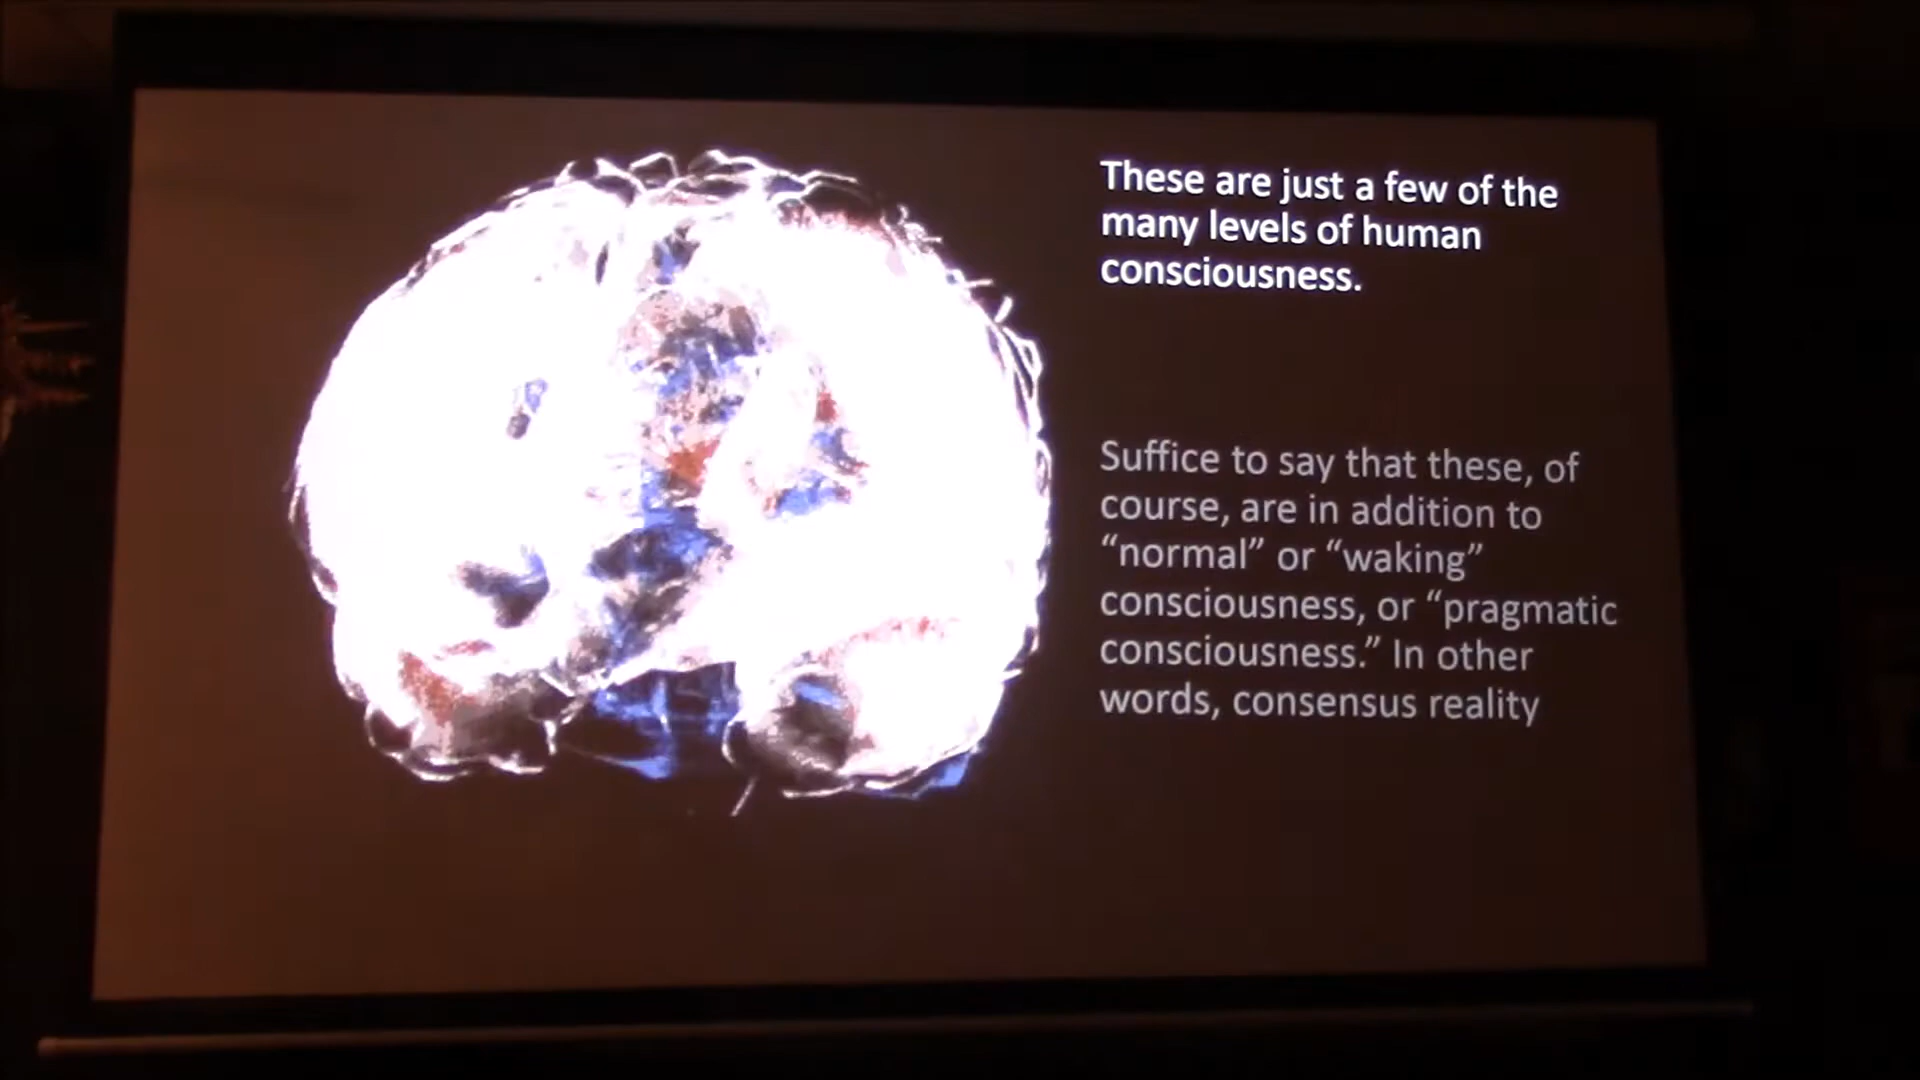 These are just a few of the
many levels of human
consciousness.
Suffice to say that these, of
course, are in addition to
“normal” or “waking”
consciousness, or “pragmatic
consciousness.” In other
words, consensus reality